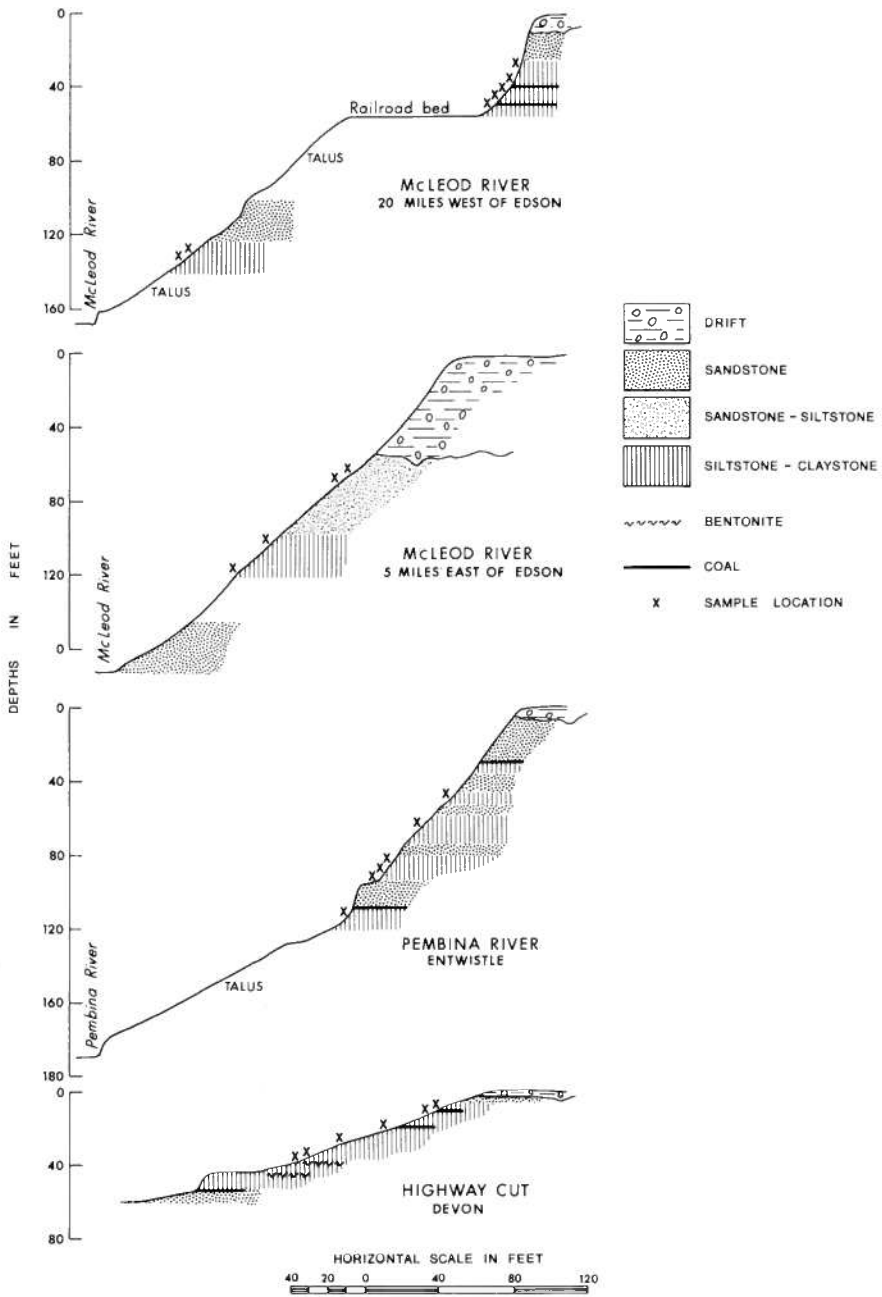 0
40
80
120
160
McLeod River
Railroad bed
TALUS
TALUS
McLEOD RIVER
20 MILES WEST OF EDSON
DEPTHS IN FEET
0
40
80
120
0
McLeod River
McLEOD RIVER
5 MILES EAST OF EDSON
DRIFT
SANDSTONE
SANDSTONE - SILTSTONE
SILTSTONE - CLAYSTONE
BENTONITE
COAL
X SAMPLE LOCATION
0
40
80
120
160
180
Pembina River
TALUS
PEMBINA RIVER
ENTWISTLE
0
40
80
HIGHWAY CUT
DEVON
HORIZONTAL SCALE IN FEET
40 20 0 40 80 120